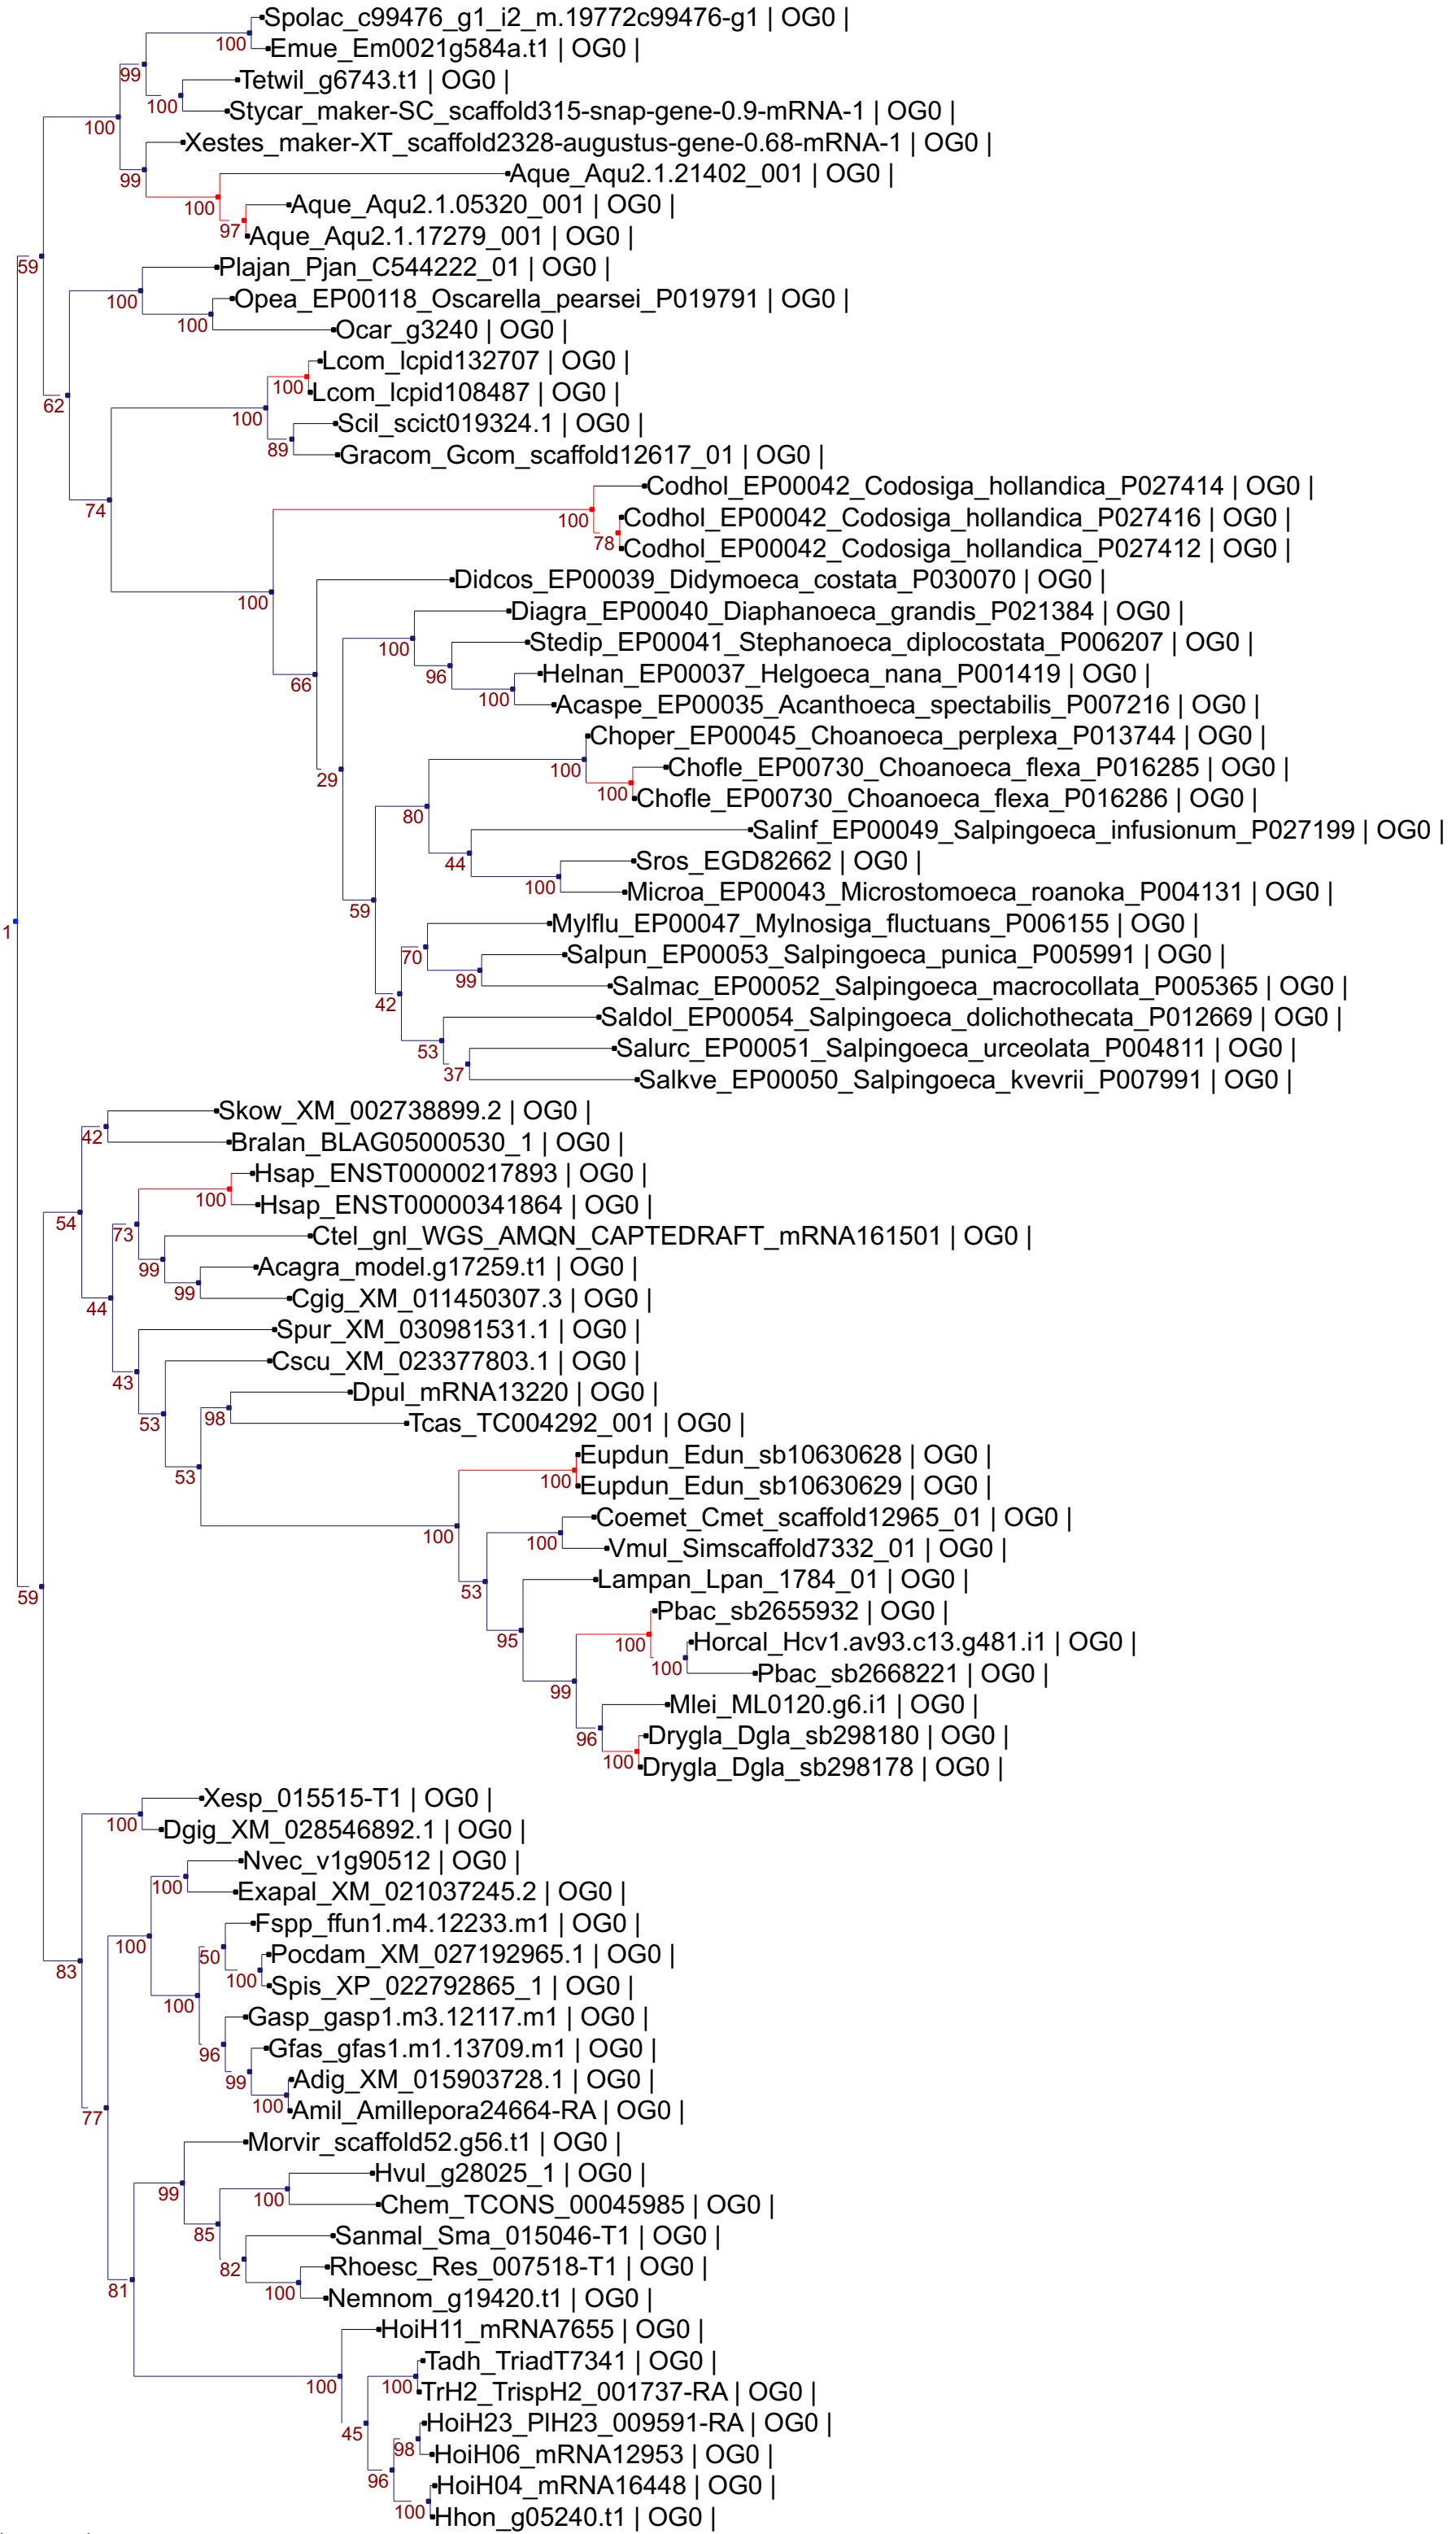 Spolac_c99476_g1_i2_m.19772c99476-g1 | OG0 |
100
Emue_Em0021g584a.t1 | OG0 |
99
Tetwil_g6743.t1 | OG0 |
100
Stycar_maker-SC_scaffold315-snap-gene-0.9-mRNA-1 | OG0 |
100
Xestes_maker-XT_scaffold2328-augustus-gene-0.68-mRNA-1 | OG0 |
99
Aque_Aqu2.1.21402_001 | OG0 |
100
Aque_Aqu2.1.05320_001 | OG0 |
97
Aque_Aqu2.1.17279_001 | OG0 |
59
Plajan_Pjan_C544222_01 | OG0 |
100
Opea_EP00118_Oscarella_pearsei_P019791 | OG0 |
100
Ocar_g3240 | OG0 |
Lcom_lcpid132707 | OG0 |
100
Lcom_lcpid108487 | OG0 |
62
100
Scil_scict019324.1 | OG0 |
89
Gracom_Gcom_scaffold12617_01 | OG0 |
Codhol_EP00042_Codosiga_hollandica_P027414 | OG0 |
74
100
Codhol_EP00042_Codosiga_hollandica_P027416 | OG0 |
78
Codhol_EP00042_Codosiga_hollandica_P027412 | OG0 |
Didcos_EP00039_Didymoeca_costata_P030070 | OG0 |
100
Diagra_EP00040_Diaphanoeca_grandis_P021384 | OG0 |
100
Stedip_EP00041_Stephanoeca_diplocostata_P006207 | OG0 |
96
Helnan_EP00037_Helgoeca_nana_P001419 | OG0 |
66
100
Acaspe_EP00035_Acanthoeca_spectabilis_P007216 | OG0 |
Choper_EP00045_Choanoeca_perplexa_P013744 | OG0 |
100
Chofle_EP00730_Choanoeca_flexa_P016285 | OG0 |
29
100
Chofle_EP00730_Choanoeca_flexa_P016286 | OG0 |
80
Salinf_EP00049_Salpingoeca_infusionum_P027199 | OG0 |
44
Sros_EGD82662 | OG0 |
100
Microa_EP00043_Microstomoeca_roanoka_P004131 | OG0 |
59
Mylflu_EP00047_Mylnosiga_fluctuans_P006155 | OG0 |
1
70
Salpun_EP00053_Salpingoeca_punica_P005991 | OG0 |
99
Salmac_EP00052_Salpingoeca_macrocollata_P005365 | OG0 |
42
Saldol_EP00054_Salpingoeca_dolichothecata_P012669 | OG0 |
53
Salurc_EP00051_Salpingoeca_urceolata_P004811 | OG0 |
37
Salkve_EP00050_Salpingoeca_kvevrii_P007991 | OG0 |
Skow_XM_002738899.2 | OG0 |
42
Bralan_BLAG05000530_1 | OG0 |
Hsap_ENST00000217893 | OG0 |
100
Hsap_ENST00000341864 | OG0 |
54
73
Ctel_gnl_WGS_AMQN_CAPTEDRAFT_mRNA161501 | OG0 |
99
Acagra_model.g17259.t1 | OG0 |
99
Cgig_XM_011450307.3 | OG0 |
44
Spur_XM_030981531.1 | OG0 |
Cscu_XM_023377803.1 | OG0 |
43
Dpul_mRNA13220 | OG0 |
98
Tcas_TC004292_001 | OG0 |
53
Eupdun_Edun_sb10630628 | OG0 |
53
100
Eupdun_Edun_sb10630629 | OG0 |
Coemet_Cmet_scaffold12965_01 | OG0 |
100
100
Vmul_Simscaffold7332_01 | OG0 |
Lampan_Lpan_1784_01 | OG0 |
59
53
Pbac_sb2655932 | OG0 |
95
100
Horcal_Hcv1.av93.c13.g481.i1 | OG0 |
100
Pbac_sb2668221 | OG0 |
99
Mlei_ML0120.g6.i1 | OG0 |
96
Drygla_Dgla_sb298180 | OG0 |
100
Drygla_Dgla_sb298178 | OG0 |
Xesp_015515-T1 | OG0 |
100
Dgig_XM_028546892.1 | OG0 |
Nvec_v1g90512 | OG0 |
100
Exapal_XM_021037245.2 | OG0 |
Fspp_ffun1.m4.12233.m1 | OG0 |
100
50
Pocdam_XM_027192965.1 | OG0 |
83
100
Spis_XP_022792865_1 | OG0 |
100
Gasp_gasp1.m3.12117.m1 | OG0 |
96
Gfas_gfas1.m1.13709.m1 | OG0 |
99
Adig_XM_015903728.1 | OG0 |
100
Amil_Amillepora24664-RA | OG0 |
77
Morvir_scaffold52.g56.t1 | OG0 |
Hvul_g28025_1 | OG0 |
99
100
Chem_TCONS_00045985 | OG0 |
85
Sanmal_Sma_015046-T1 | OG0 |
82
Rhoesc_Res_007518-T1 | OG0 |
81
100
Nemnom_g19420.t1 | OG0 |
HoiH11_mRNA7655 | OG0 |
Tadh_TriadT7341 | OG0 |
100
100
TrH2_TrispH2_001737-RA | OG0 |
HoiH23_PlH23_009591-RA | OG0 |
45
98
HoiH06_mRNA12953 | OG0 |
96
HoiH04_mRNA16448 | OG0 |
100
Hhon_g05240.t1 | OG0 |